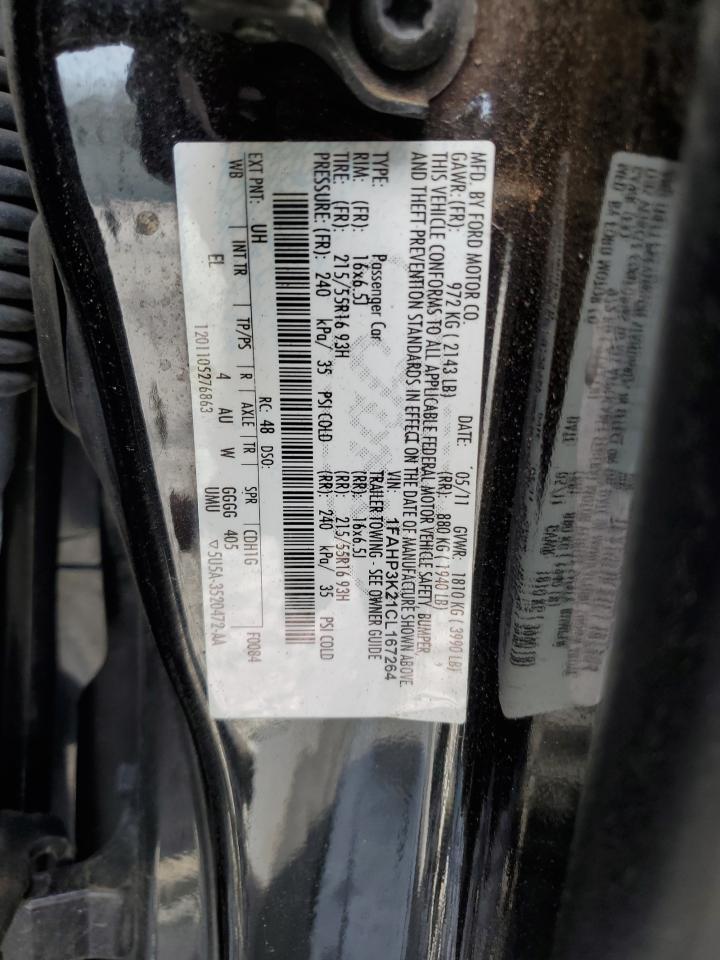 MFD. BY FORD MOTOR CO. DATE: 05/11 GVWR: 1810 KG ( 3990 LB)
GAWR: (FR): 972 KG ( 2143 LB) (RR): 880 KG ( 1940 LB)
THIS VEHICLE CONFORMS TO ALL APPLICABLE FEDERAL MOTOR VEHICLE SAFETY, BUMPER,
AND THEFT PREVENTION STANDARDS IN EFFECT ON THE DATE OF MANUFACTURE SHOWN ABOVE.
VIN: 1FAHP3K21CL167264
TYPE: Passenger Car TRAILER TOWING - SEE OWNER GUIDE
RIM: (FR): 16x6.5J (RR): 16x6.5J
TIRE: (FR): 215/55R16 93H (RR): 215/55R16 93H
PRESSURE: (FR): 240 kPa/ 35 PSI COLD (RR): 240 kPa/ 35 PSI COLD
EXT PNT: UH RC: 48 DSO: F0084
WB INT TR TP/PS R AXLE TR SPR CDH1G
EL 4 AU W GGGG 405
UMU
1201105276863 ▽5U5A-3520472-AA